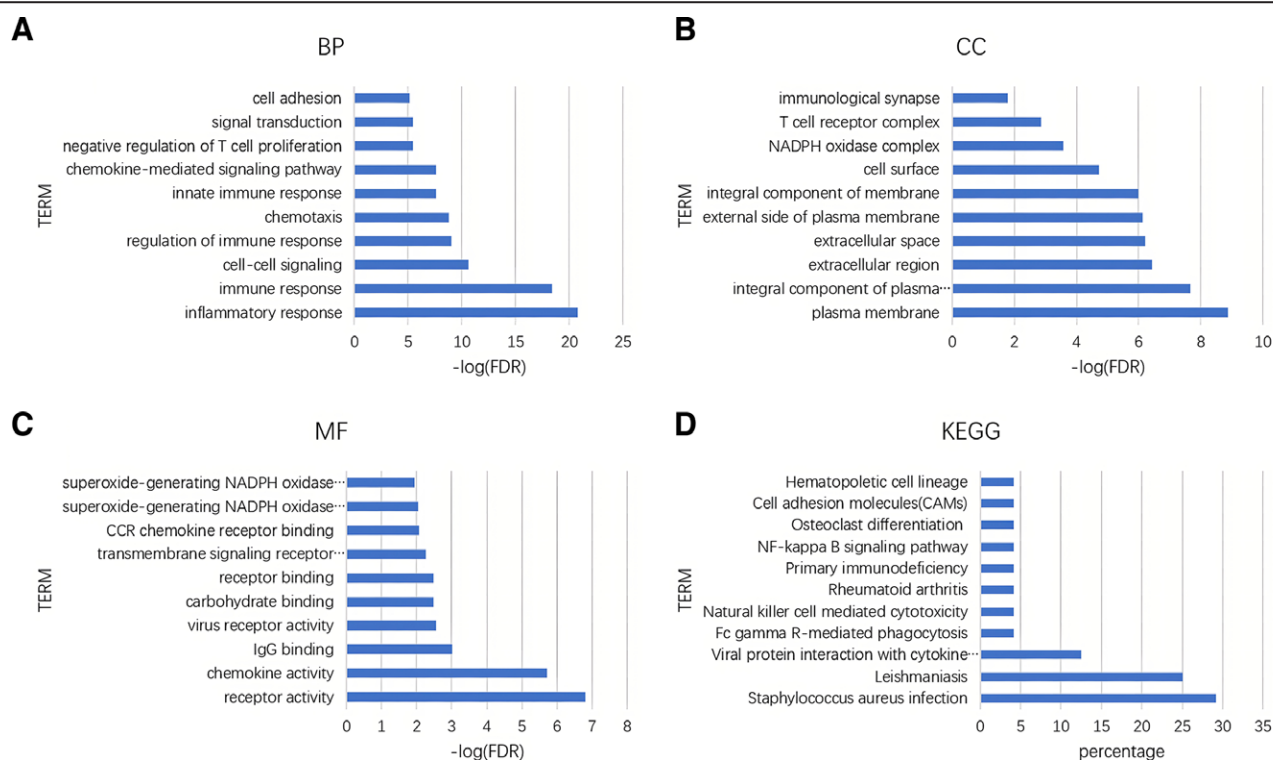 A
BP
cell adhesion
signal transduction
negative regulation of T cell proliferation
chemokine-mediated signaling pathway
innate immune response
chemotaxis
regulation of immune response
cell-cell signaling
immune response
inflammatory response
TERM
0 5 10 15 20 25
-log(FDR)
B
CC
immunological synapse
T cell receptor complex
NADPH oxidase complex
cell surface
integral component of membrane
external side of plasma membrane
extracellular space
extracellular region
integral component of plasma···
plasma membrane
TERM
0 2 4 6 8 10
-log(FDR)
C
MF
superoxide-generating NADPH oxidase···
superoxide-generating NADPH oxidase···
CCR chemokine receptor binding
transmembrane signaling receptor···
receptor binding
carbohydrate binding
virus receptor activity
IgG binding
chemokine activity
receptor activity
TERM
0 1 2 3 4 5 6 7 8
-log(FDR)
D
KEGG
Hematopoletic cell lineage
Cell adhesion molecules(CAMs)
Osteoclast differentiation
NF-kappa B signaling pathway
Primary immunodeficiency
Rheumatoid arthritis
Natural killer cell mediated cytotoxicity
Fc gamma R-mediated phagocytosis
Viral protein interaction with cytokine···
Leishmaniasis
Staphylococcus aureus infection
TERM
0 5 10 15 20 25 30 35
percentage